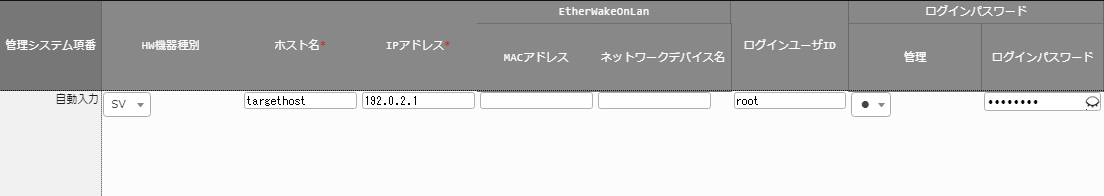 EtherWakeOnLan ログインパスワード
管理システム項番 HW機器種別 ホスト名* IPアドレス* MACアドレス ネットワークデバイス名 ログインユーザID 管理 ログインパスワード
自動入力 SV targethost 192.0.2.1 root ● ••••••••